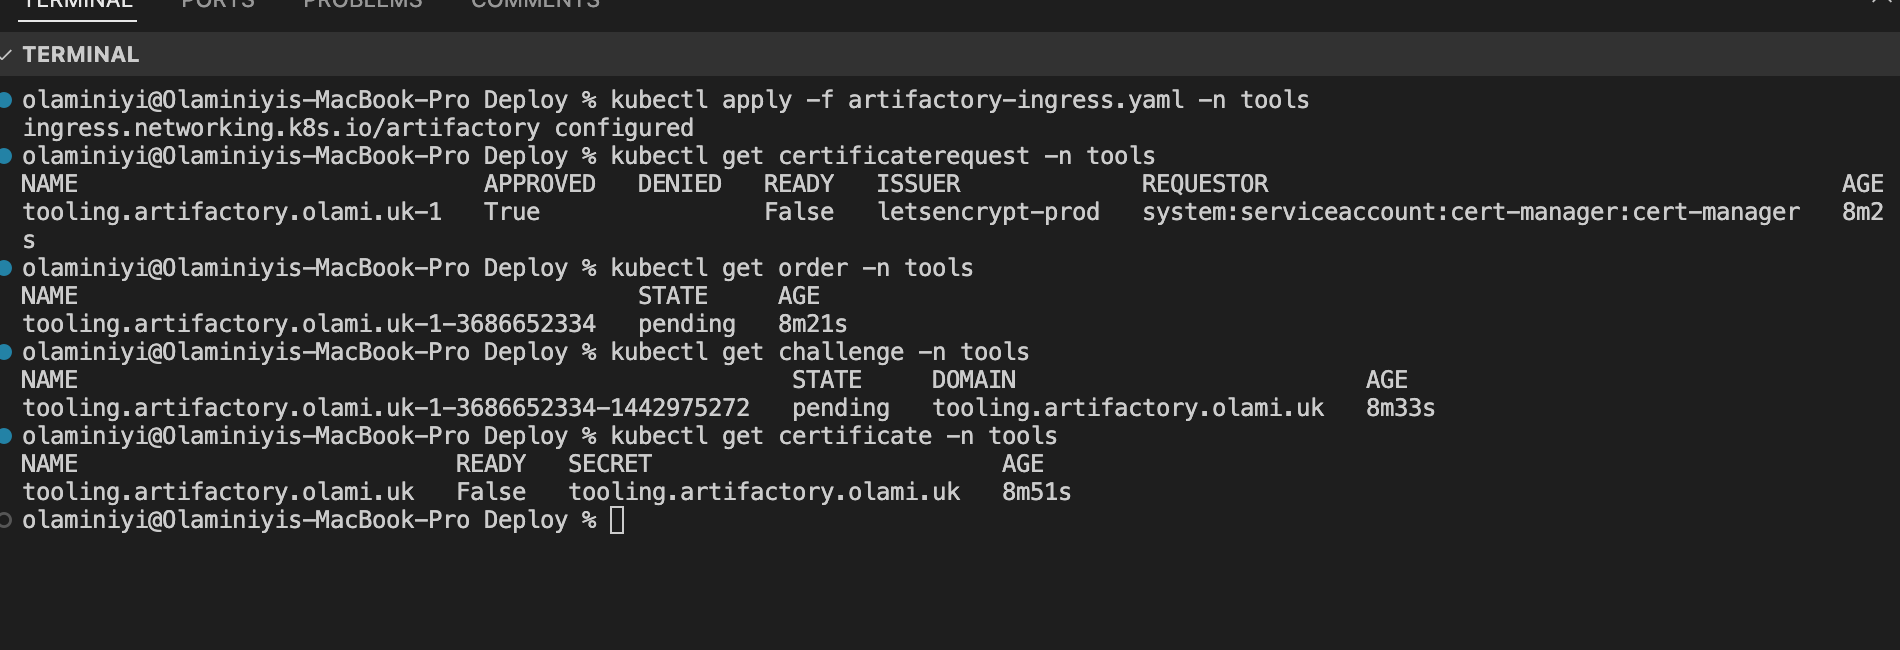 TERMINAL PORTS PROBLEMS COMMENTS
TERMINAL
olaminiyi@Olaminiyis-MacBook-Pro Deploy % kubectl apply -f artifactory-ingress.yaml -n tools
ingress.networking.k8s.io/artifactory configured
olaminiyi@Olaminiyis-MacBook-Pro Deploy % kubectl get certificaterequest -n tools
NAME APPROVED DENIED READY ISSUER REQUESTOR AGE
tooling.artifactory.olami.uk-1 True False letsencrypt-prod system:serviceaccount:cert-manager:cert-manager 8m2
s
olaminiyi@Olaminiyis-MacBook-Pro Deploy % kubectl get order -n tools
NAME STATE AGE
tooling.artifactory.olami.uk-1-3686652334 pending 8m21s
olaminiyi@Olaminiyis-MacBook-Pro Deploy % kubectl get challenge -n tools
NAME STATE DOMAIN AGE
tooling.artifactory.olami.uk-1-3686652334-1442975272 pending tooling.artifactory.olami.uk 8m33s
olaminiyi@Olaminiyis-MacBook-Pro Deploy % kubectl get certificate -n tools
NAME READY SECRET AGE
tooling.artifactory.olami.uk False tooling.artifactory.olami.uk 8m51s
olaminiyi@Olaminiyis-MacBook-Pro Deploy %